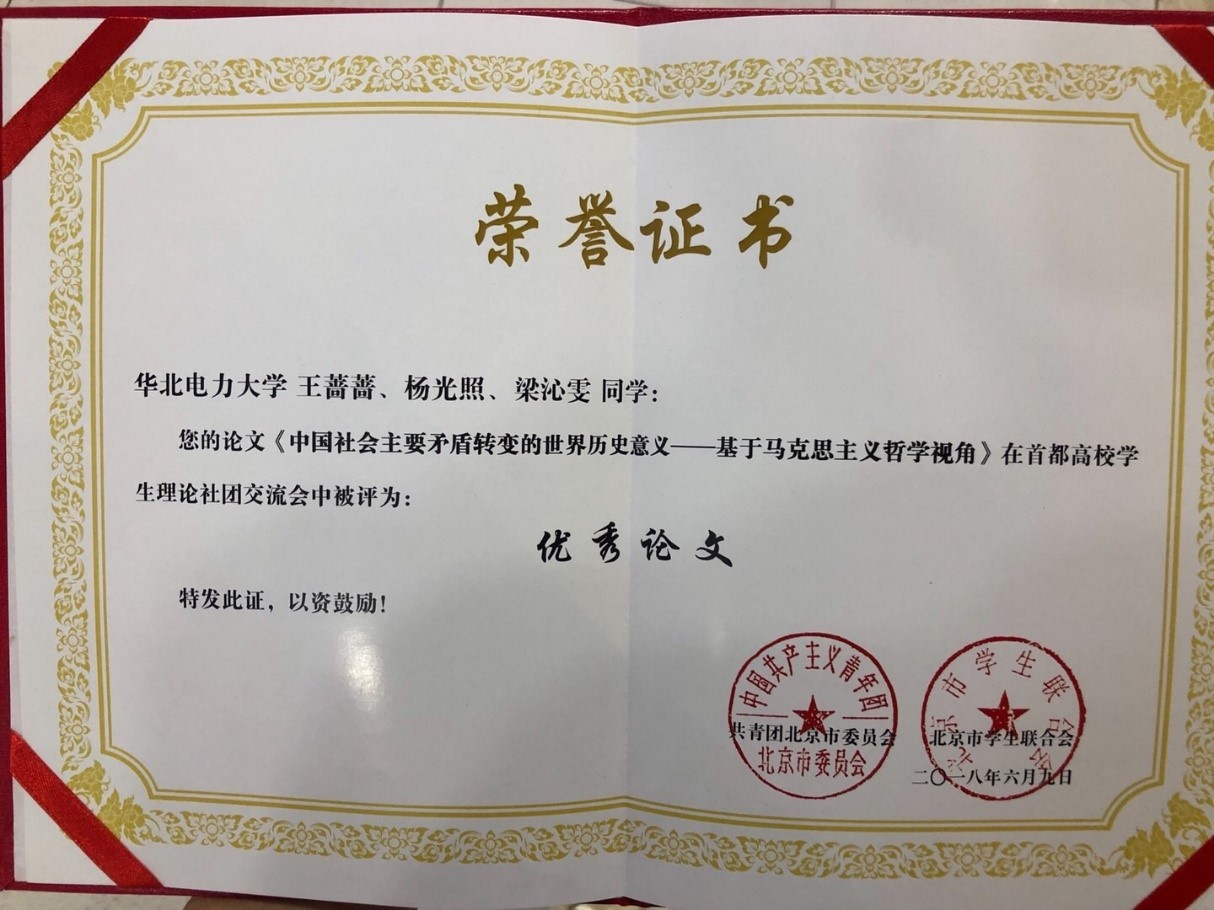 荣誉证书
华北电力大学 王蔷蔷、杨光照、梁沁雯 同学：
您的论文《中国社会主要矛盾转变的世界历史意义——基于马克思主义哲学视角》在首都高校学
生理论社团交流会中被评为：
优秀论文
特发此证，以资鼓励！
中国共产主义青年团
北京市学生联合会
共青团北京市委员会
北京市学生联合会
北京市委员会
二〇一八年六月九日